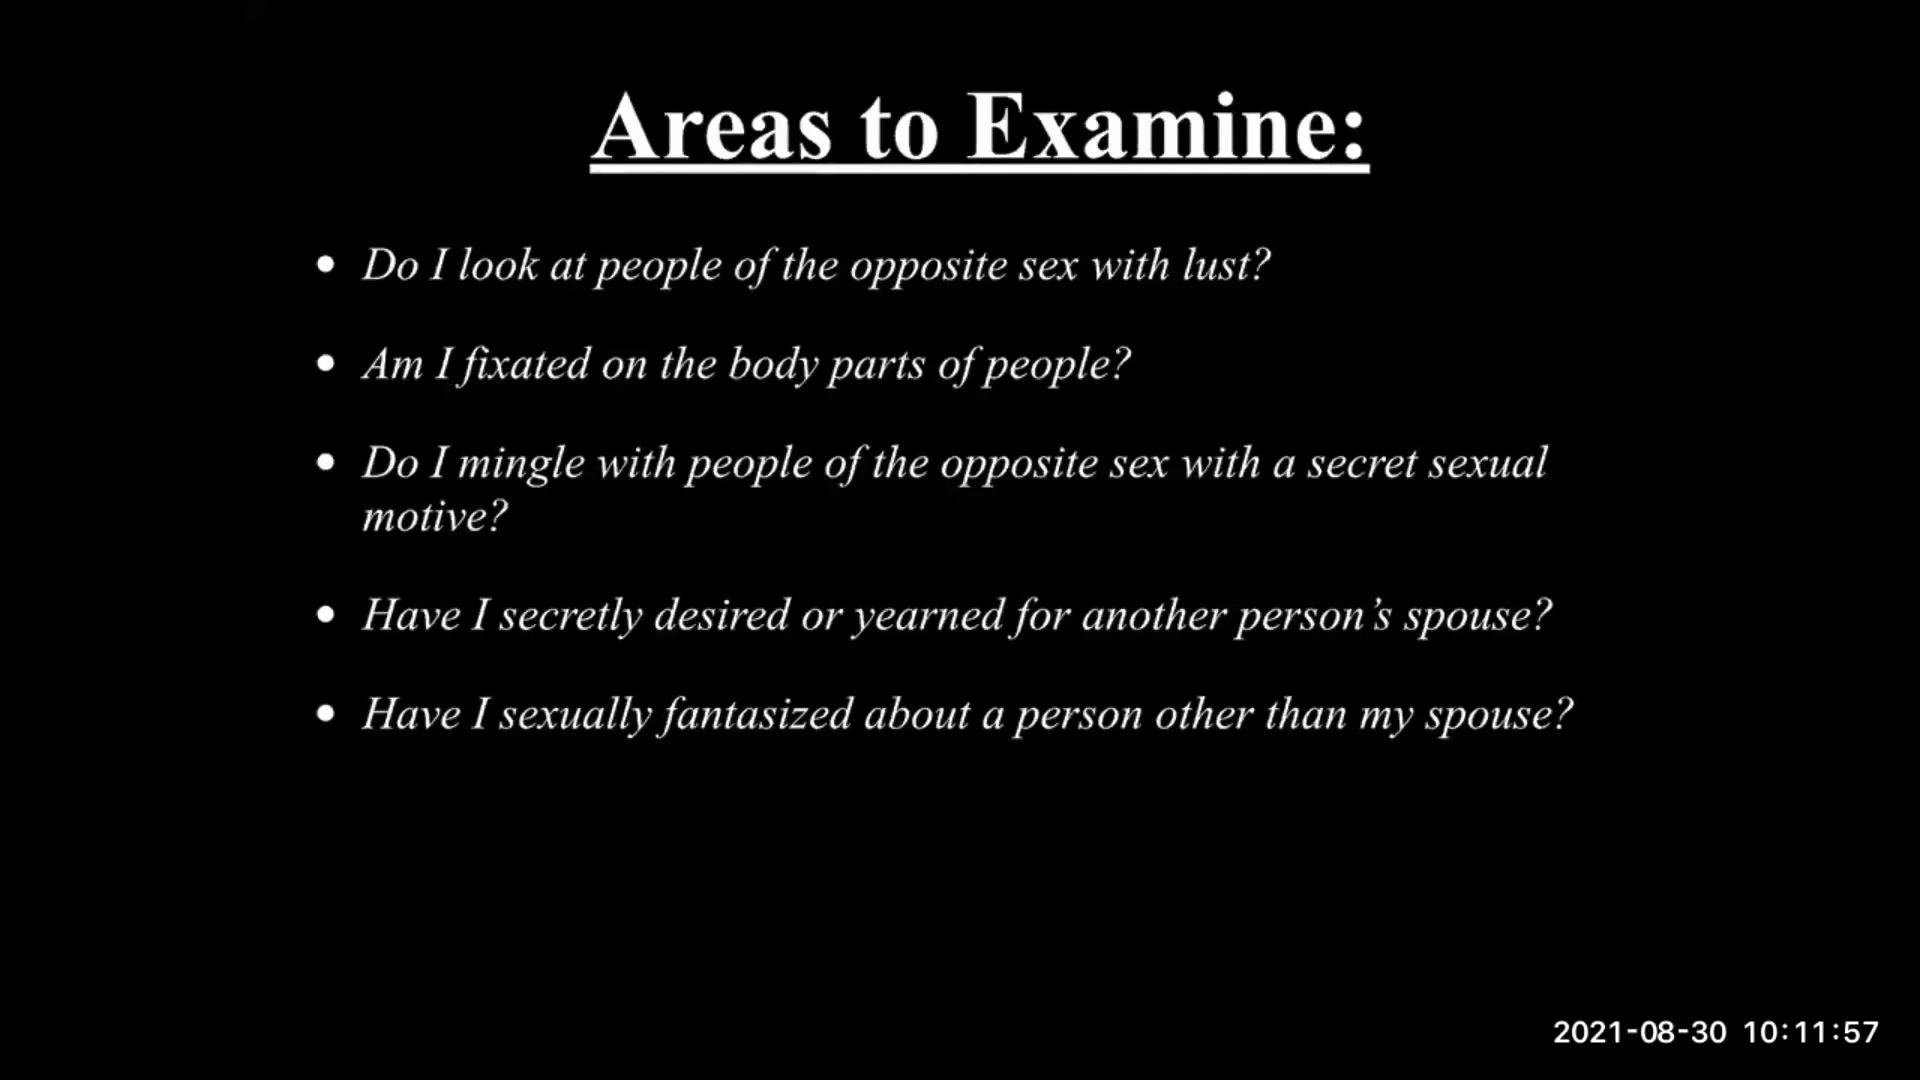 Areas to Examine:
• Do I look at people of the opposite sex with lust?
• Am I fixated on the body parts of people?
• Do I mingle with people of the opposite sex with a secret sexual
motive?
• Have I secretly desired or yearned for another person’s spouse?
• Have I sexually fantasized about a person other than my spouse?
2021-08-30 10:11:57